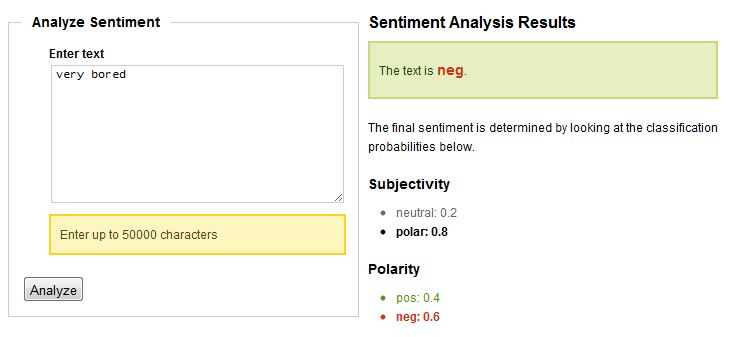 Analyze Sentiment
Enter text
very bored
Enter up to 50000 characters
Analyze
Sentiment Analysis Results
The text is neg.
The final sentiment is determined by looking at the classification
probabilities below.
Subjectivity
neutral: 0.2
polar: 0.8
Polarity
pos: 0.4
neg: 0.6